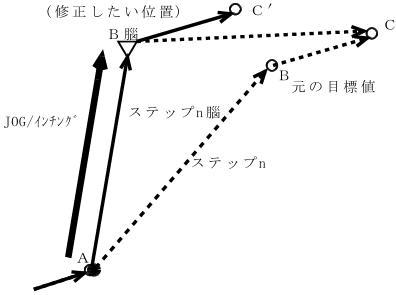 (修正したい位置)
C′
B脳
C
B
元の目標値
JOG/インチング
ステップn脳
ステップn
A